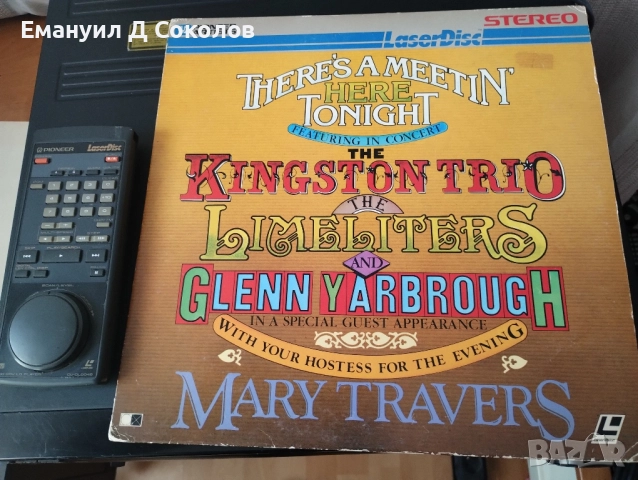 Емануил Д Соколов
STEREO
LaserDisc
THERE'S A MEETIN'
HERE
TONIGHT
FEATURING IN CONCERT
THE
KINGSTON TRIO
THE
LIMELITERS
AND
GLENN YARBROUGH
IN A SPECIAL GUEST APPEARANCE
WITH YOUR HOSTESS FOR THE EVENING
MARY TRAVERS
PIONEER
LaserDisc
BAZAR